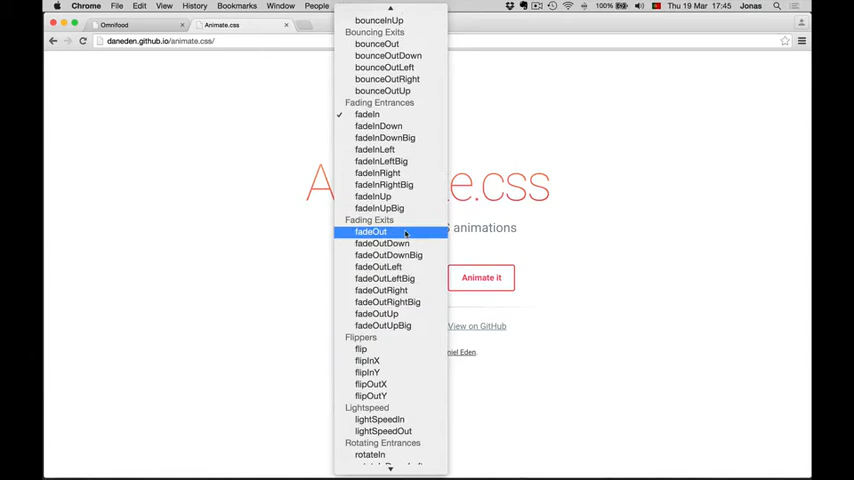 Chrome File Edit View History Bookmarks Window People
100% Thu 19 Mar 17:45 Jonas
Omnifood
Animate.css
daneden.github.io/animate.css/
bounceInUp
Bouncing Exits
bounceOut
bounceOutDown
bounceOutLeft
bounceOutRight
bounceOutUp
Fading Entrances
fadeIn
fadeInDown
fadeInDownBig
fadeInLeft
fadeInLeftBig
fadeInRight
fadeInRightBig
fadeInUp
fadeInUpBig
Fading Exits
fadeOut
fadeOutDown
fadeOutDownBig
fadeOutLeft
fadeOutLeftBig
fadeOutRight
fadeOutRightBig
fadeOutUp
fadeOutUpBig
Flippers
flip
flipInX
flipInY
flipOutX
flipOutY
Lightspeed
lightSpeedIn
lightSpeedOut
Rotating Entrances
rotateIn
A e.css
S animations
Animate it
View on GitHub
niel Eden.